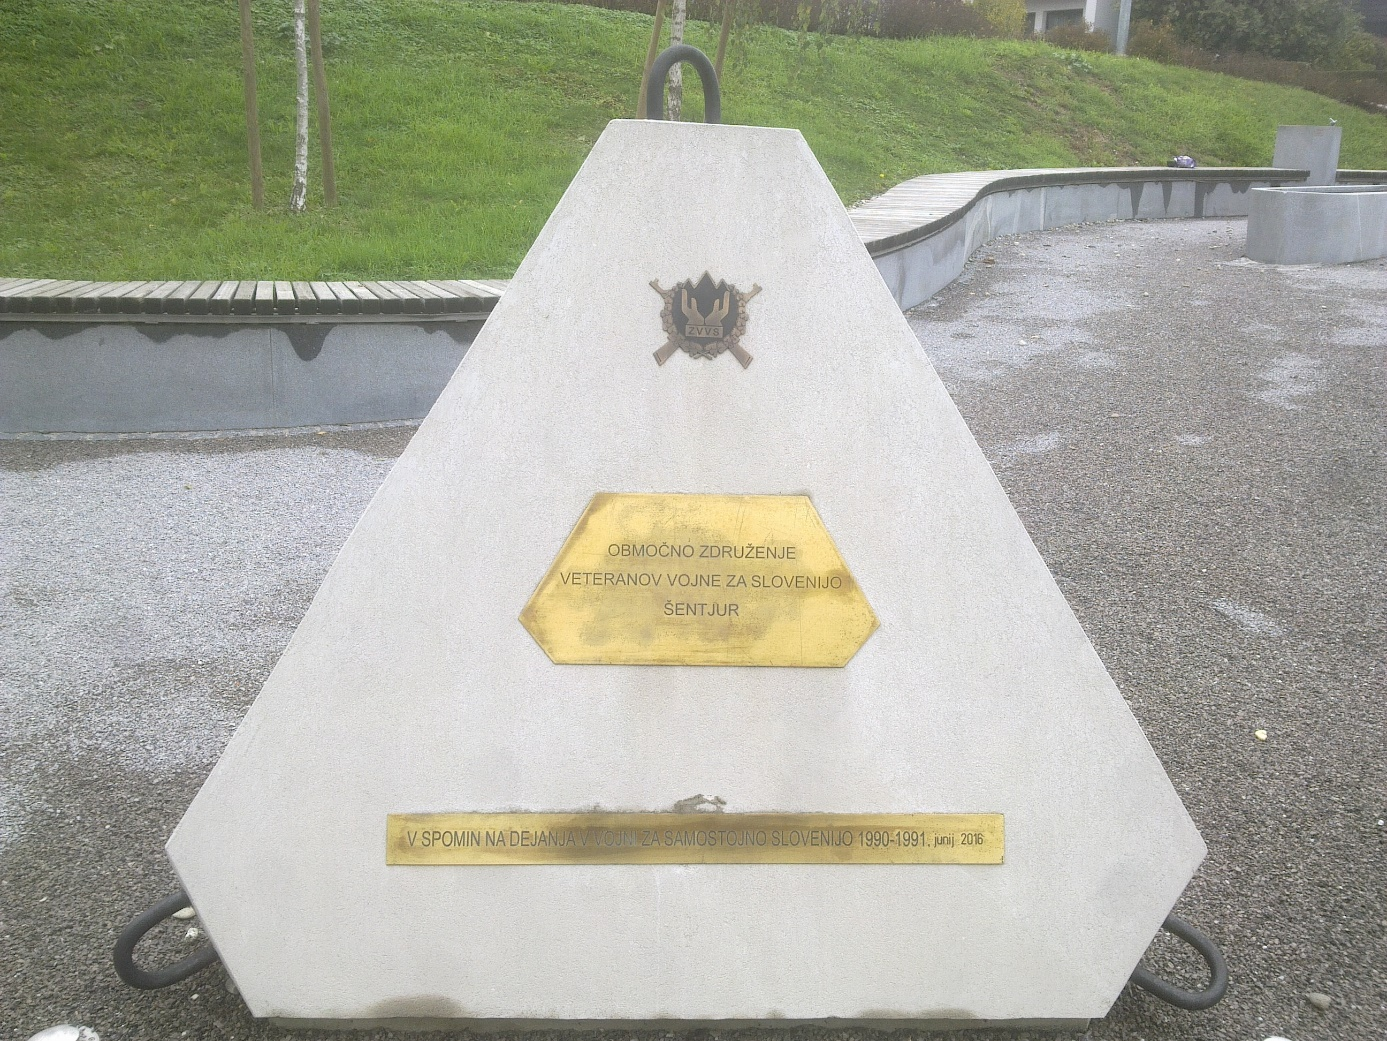 ZVVS
OBMOČNO ZDRUŽENJE
VETERANOV VOJNE ZA SLOVENIJO
ŠENTJUR
V SPOMIN NA DEJANJA V VOJNI ZA SAMOSTOJNO SLOVENIJO 1990-1991, junij 2016